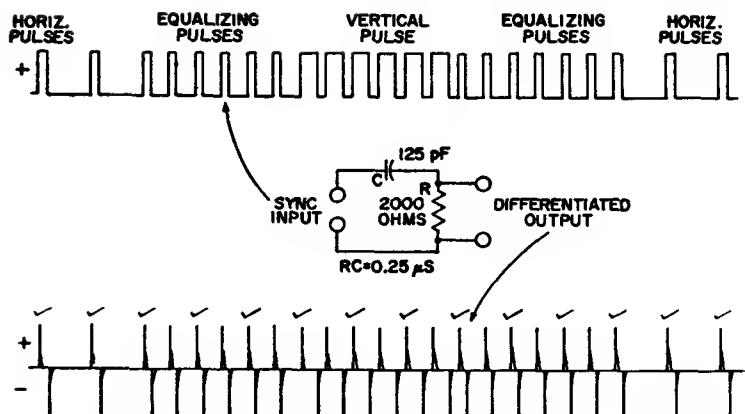 HORIZ. PULSES
EQUALIZING PULSES
VERTICAL PULSE
EQUALIZING PULSES
HORIZ. PULSES
+
125 pF
C
R
SYNC INPUT
2000 OHMS
DIFFERENTIATED OUTPUT
RC=0.25 µS
+
−